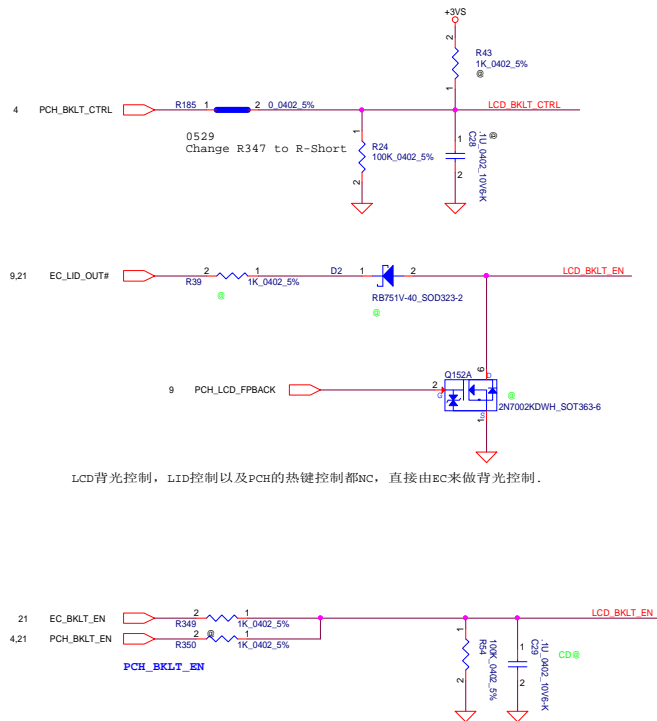 +3VS
2
R43
1K_0402_5%
@
1
4 PCH_BKLT_CTRL R185 1 2 0_0402_5% LCD_BKLT_CTRL
0529
Change R347 to R-Short
1
R24
100K_0402_5%
2
1
2
@
.1U_0402_10V6-K
C28
9,21 EC_LID_OUT# 2 1 D2 1 2 LCD_BKLT_EN
R39 1K_0402_5%
@
RB751V-40_SOD323-2
@
Q152A 6 D
9 PCH_LCD_FPBACK 2
G
@
2N7002KDWH_SOT363-6
1 S
LCD背光控制，LID控制以及PCH的热键控制都NC，直接由EC来做背光控制.
21 EC_BKLT_EN 2 1 LCD_BKLT_EN
R349 1K_0402_5%
4,21 PCH_BKLT_EN 2 @ 1
R350 1K_0402_5%
PCH_BKLT_EN
1
100K_0402_5%
R54
2
1
.1U_0402_10V6-K
C29
2
CD@